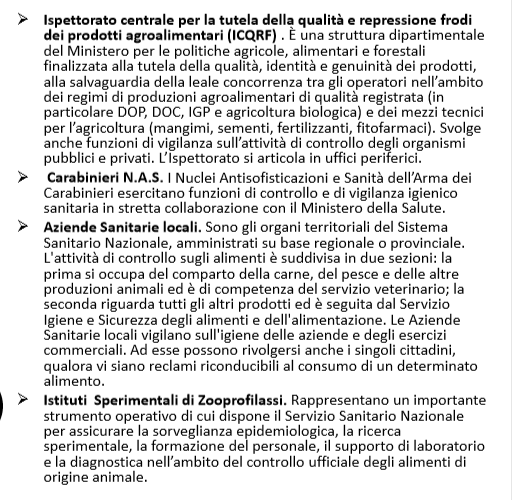 ➤ Ispettorato centrale per la tutela della qualità e repressione frodi
dei prodotti agroalimentari (ICQRF) . È una struttura dipartimentale
del Ministero per le politiche agricole, alimentari e forestali
finalizzata alla tutela della qualità, identità e genuinità dei prodotti,
alla salvaguardia della leale concorrenza tra gli operatori nell’ambito
dei regimi di produzioni agroalimentari di qualità registrata (in
particolare DOP, DOC, IGP e agricoltura biologica) e dei mezzi tecnici
per l’agricoltura (mangimi, sementi, fertilizzanti, fitofarmaci). Svolge
anche funzioni di vigilanza sull’attività di controllo degli organismi
pubblici e privati. L’Ispettorato si articola in uffici periferici.
➤ Carabinieri N.A.S. I Nuclei Antisofisticazioni e Sanità dell’Arma dei
Carabinieri esercitano funzioni di controllo e di vigilanza igienico
sanitaria in stretta collaborazione con il Ministero della Salute.
➤ Aziende Sanitarie locali. Sono gli organi territoriali del Sistema
Sanitario Nazionale, amministrati su base regionale o provinciale.
L'attività di controllo sugli alimenti è suddivisa in due sezioni: la
prima si occupa del comparto della carne, del pesce e delle altre
produzioni animali ed è di competenza del servizio veterinario; la
seconda riguarda tutti gli altri prodotti ed è seguita dal Servizio
Igiene e Sicurezza degli alimenti e dell'alimentazione. Le Aziende
Sanitarie locali vigilano sull'igiene delle aziende e degli esercizi
commerciali. Ad esse possono rivolgersi anche i singoli cittadini,
qualora vi siano reclami riconducibili al consumo di un determinato
alimento.
➤ Istituti Sperimentali di Zooprofilassi. Rappresentano un importante
strumento operativo di cui dispone il Servizio Sanitario Nazionale
per assicurare la sorveglianza epidemiologica, la ricerca
sperimentale, la formazione del personale, il supporto di laboratorio
e la diagnostica nell’ambito del controllo ufficiale degli alimenti di
origine animale.